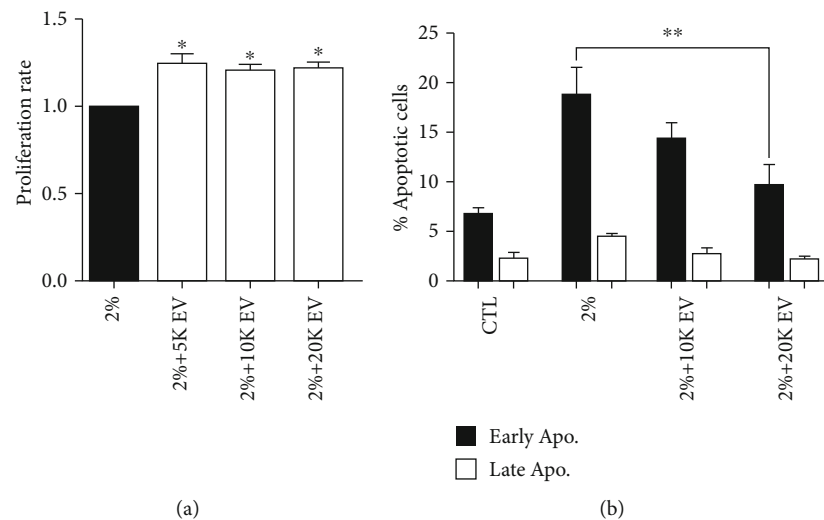 Proliferation rate
1.5
1.0
0.5
0.0
*
*
*
2%
2%+5K EV
2%+10K EV
2%+20K EV
(a)
% Apoptotic cells
25
20
15
10
5
0
**
CTL
2%
2%+10K EV
2%+20K EV
Early Apo.
Late Apo.
(b)